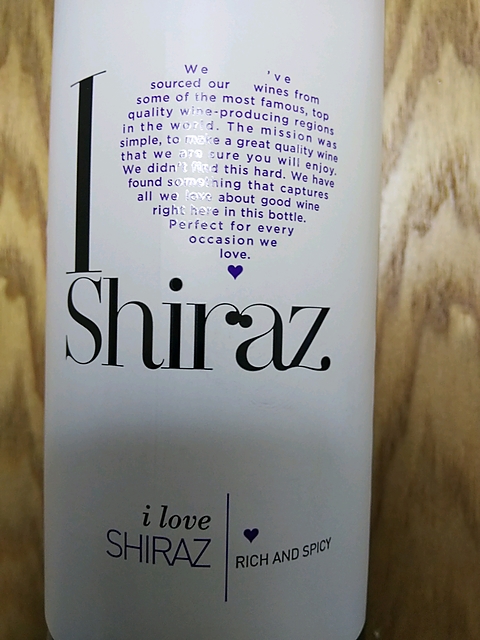 I
We 've
sourced our wines from
some of the most famous, top
quality wine-producing regions
in the world. The mission was
simple, to make a great quality wine
that we are sure you will enjoy.
We didn't find this hard. We have
found something that captures
all we love about good wine
right here in this bottle.
Perfect for every
occasion we
love.
Shiraz
i love
SHIRAZ
RICH AND SPICY